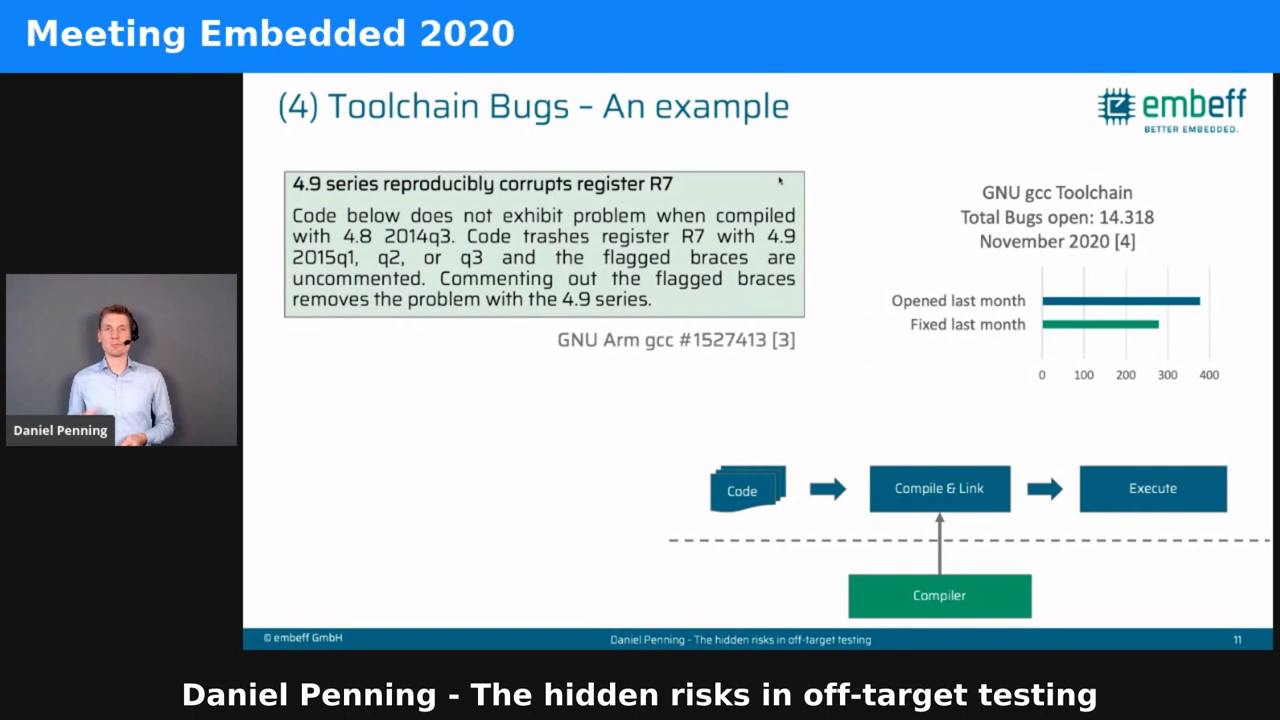 Meeting Embedded 2020
(4) Toolchain Bugs – An example
embeff
BETTER EMBEDDED.
4.9 series reproducibly corrupts register R7
Code below does not exhibit problem when compiled
with 4.8 2014q3. Code trashes register R7 with 4.9
2015q1, q2, or q3 and the flagged braces are
uncommented. Commenting out the flagged braces
removes the problem with the 4.9 series.
GNU Arm gcc #1527413 [3]
GNU gcc Toolchain
Total Bugs open: 14.318
November 2020 [4]
Opened last month
Fixed last month
0 100 200 300 400
Daniel Penning
Code
Compile & Link
Execute
Compiler
© embeff GmbH
Daniel Penning - The hidden risks in off-target testing
11
Daniel Penning - The hidden risks in off-target testing